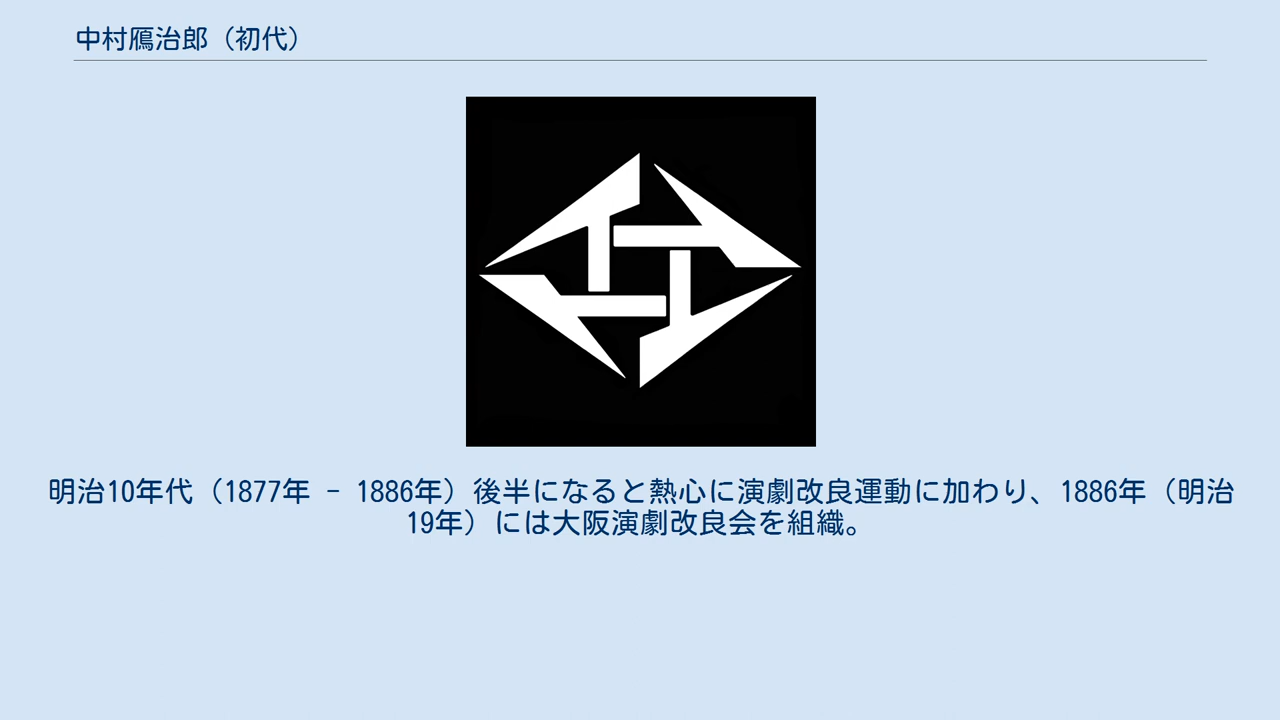 中村鴈治郎（初代）
明治10年代（1877年 - 1886年）後半になると熱心に演劇改良運動に加わり、1886年（明治
19年）には大阪演劇改良会を組織。